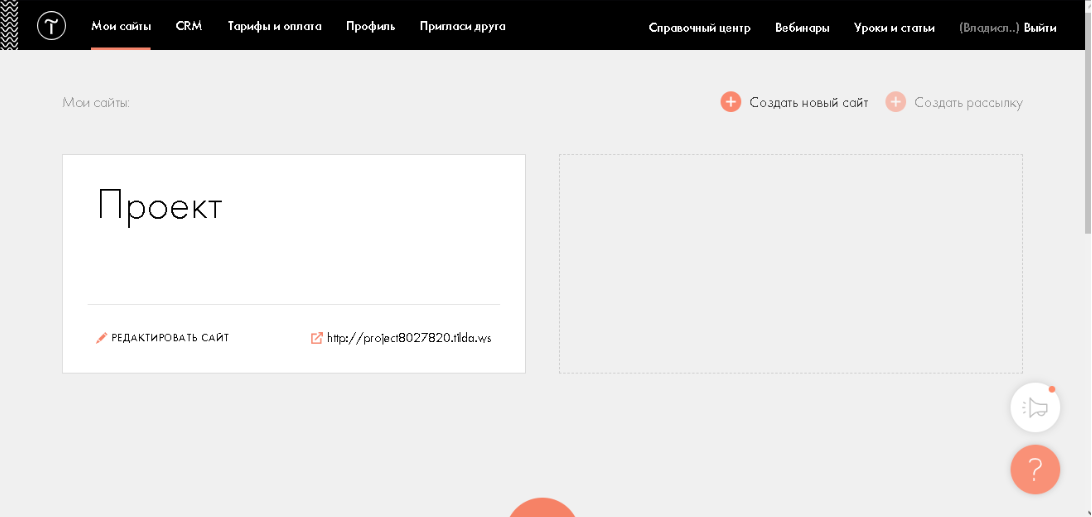 Мои сайты CRM Тарифы и оплата Профиль Пригласи друга Справочный центр Вебинары Уроки и статьи (Владисл..) Выйти
Мои сайты: Создать новый сайт Создать рассылку
Проект
РЕДАКТИРОВАТЬ САЙТ http://project8027820.tilda.ws
?